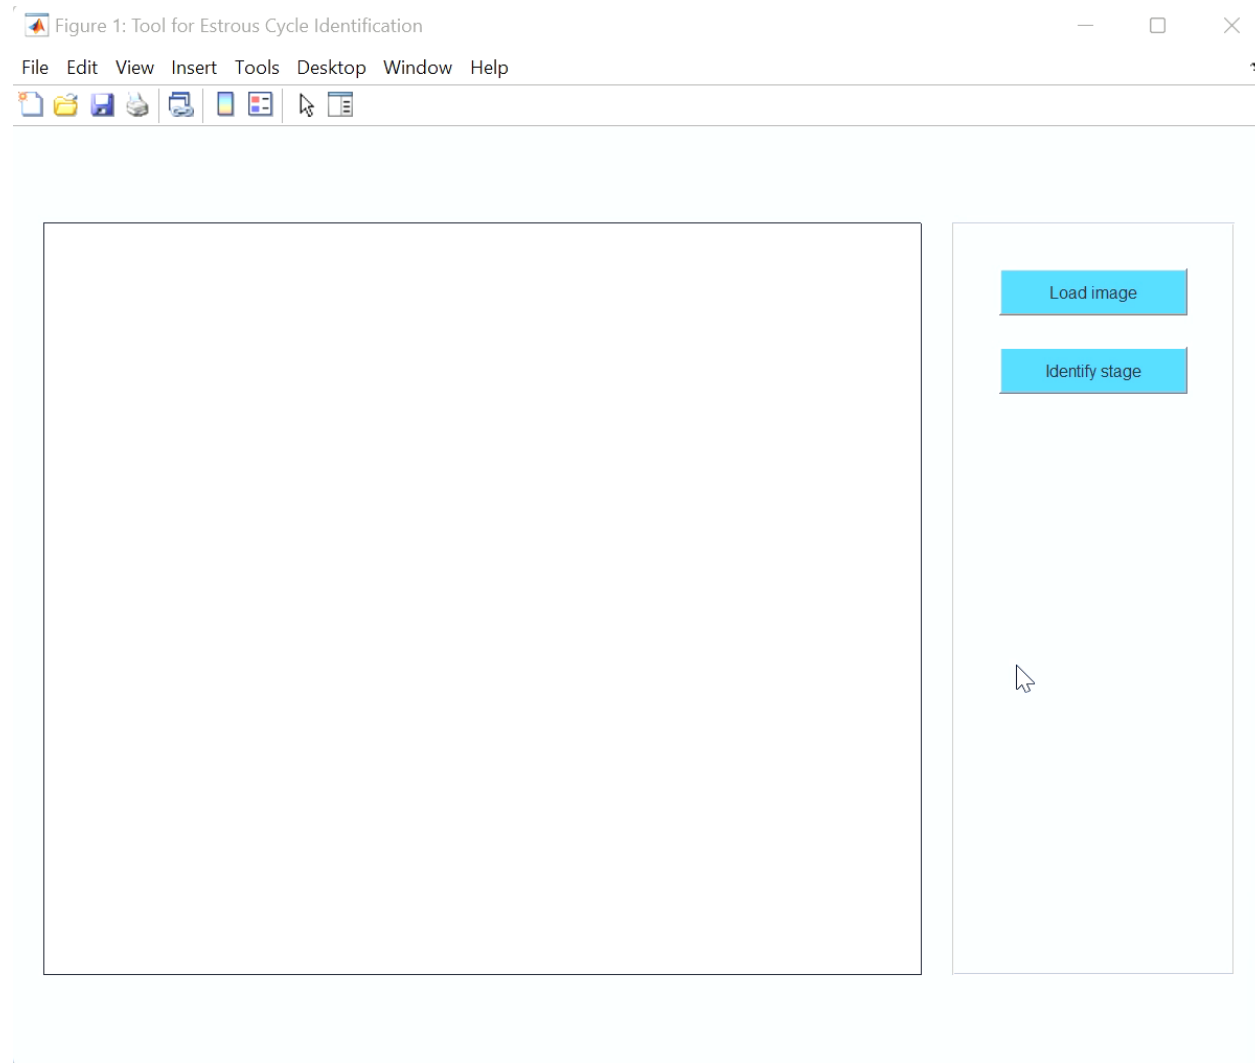 Figure 1: Tool for Estrous Cycle Identification
File Edit View Insert Tools Desktop Window Help
Load image
Identify stage